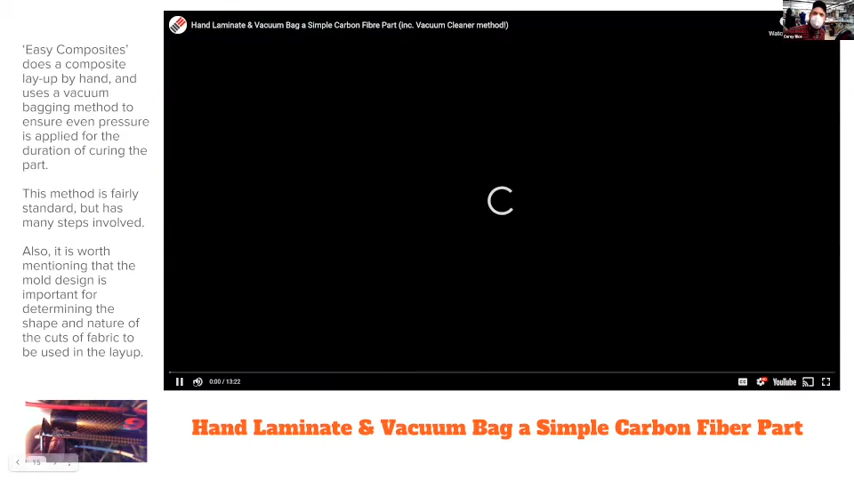 Hand Laminate & Vacuum Bag a Simple Carbon Fibre Part (inc. Vacuum Cleaner method!)
'Easy Composites'
does a composite
lay-up by hand, and
uses a vacuum
bagging method to
ensure even pressure
is applied for the
duration of curing the
part.
This method is fairly
standard, but has
many steps involved.
Also, it is worth
mentioning that the
mold design is
important for
determining the
shape and nature of
the cuts of fabric to
be used in the layup.
0:00 / 13:22
CC
YouTube
Hand Laminate & Vacuum Bag a Simple Carbon Fiber Part
15